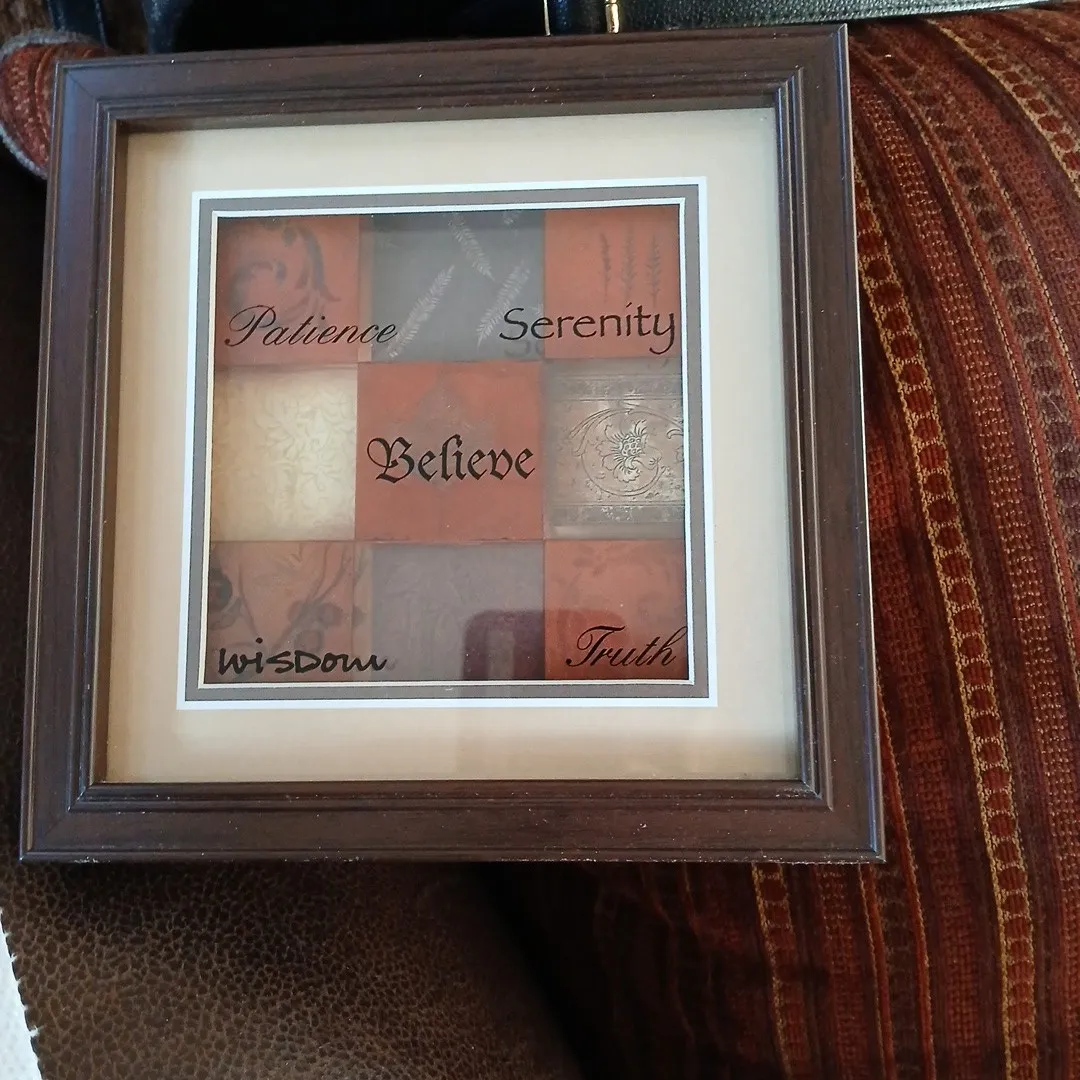 Patience
Serenity
Believe
wisDom
Truth